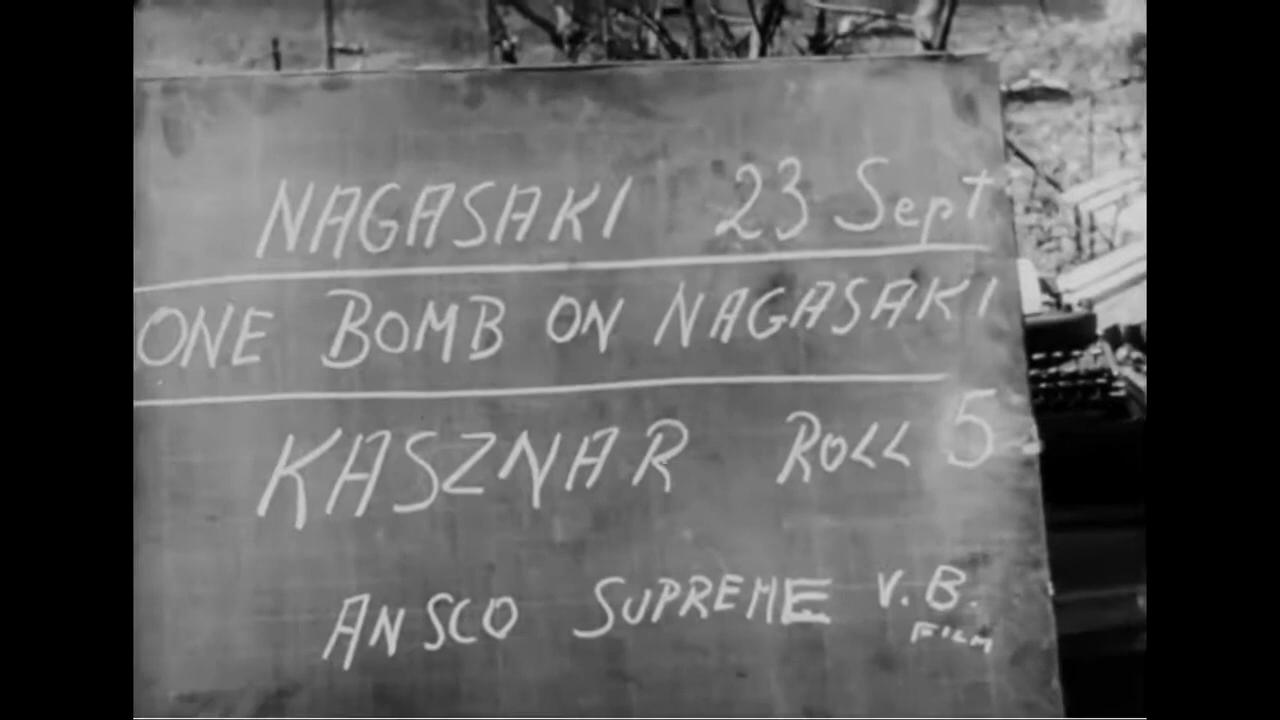 NAGASAKI 23 Sept
ONE BOMB ON NAGASAKI
KASZNAR ROLL 5
ANSCO SUPREME V.B.
FILM